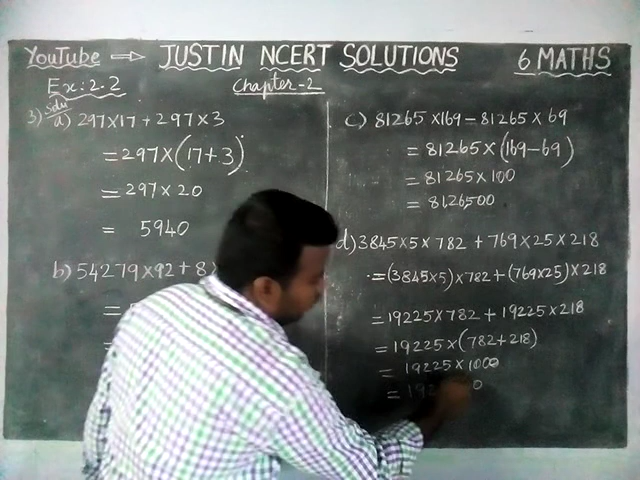 YouTube ⟹ JUSTIN NCERT SOLUTIONS 6 MATHS
Ex: 2.2 Chapter-2
Solu
3) a) 297×17 + 297×3
= 297×(17+3)
= 297 × 20
= 5940
b) 54279×92 + 8
=
=
c) 81265 ×169 − 81265 × 69
= 81265×(169−69)
= 81265×100
= 8126500
d) 3845×5×782 + 769×25×218
= (3845×5)×782 + (769×25)×218
= 19225×782 + 19225×218
= 19225×(782+218)
= 19225×1000
= 192